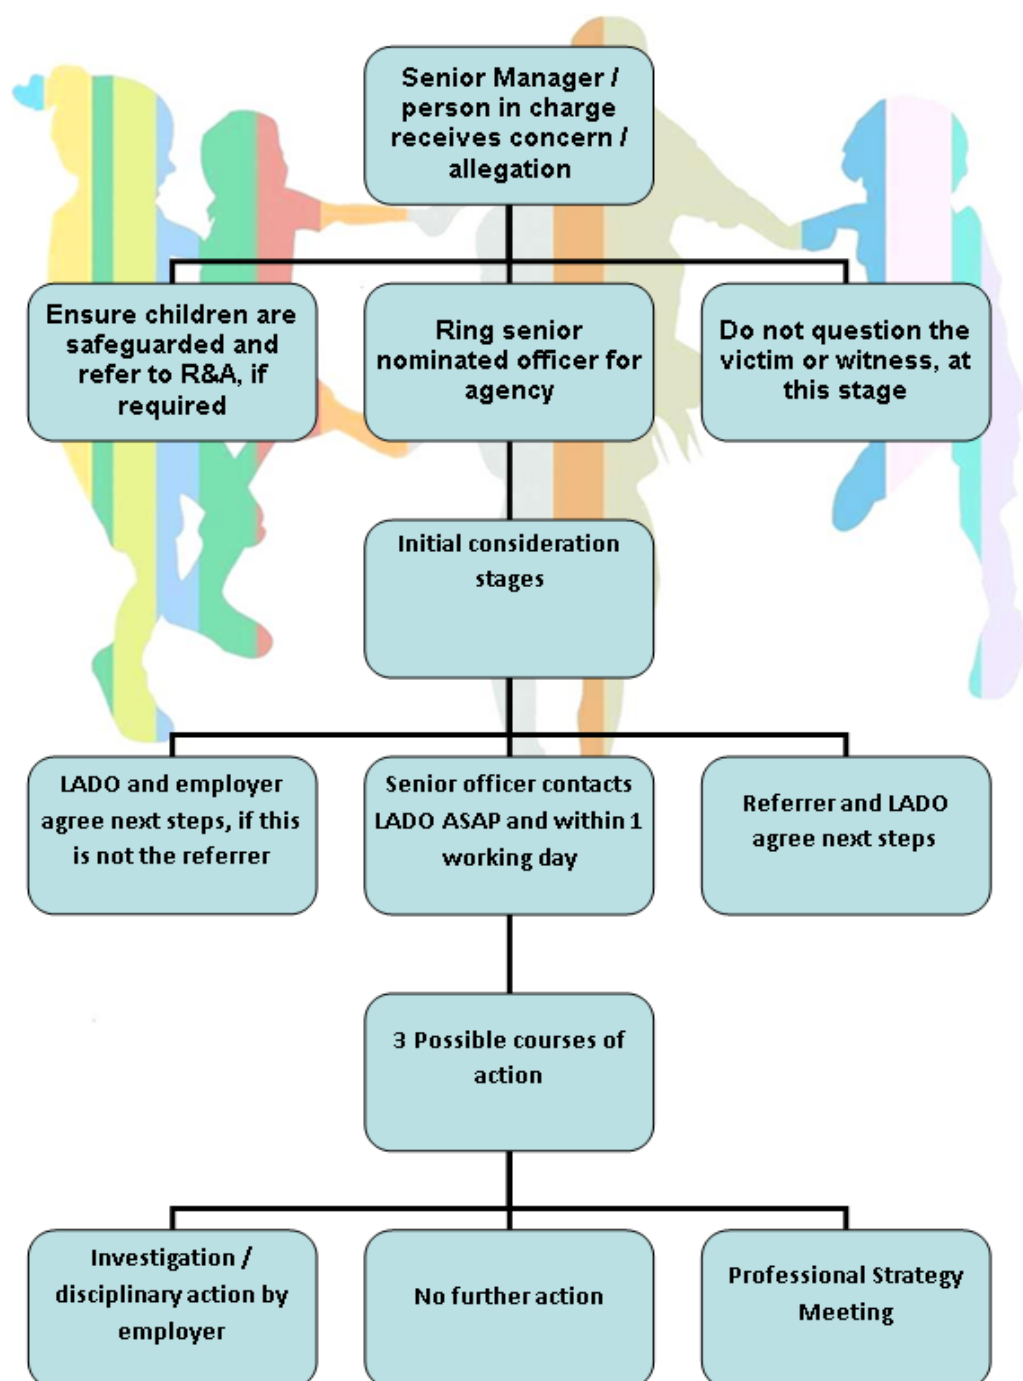 Senior Manager /
person in charge
receives concern /
allegation
Ensure children are
safeguarded and
refer to R&A, if
required
Ring senior
nominated officer for
agency
Do not question the
victim or witness, at
this stage
Initial consideration
stages
LADO and employer
agree next steps, if this
is not the referrer
Senior officer contacts
LADO ASAP and within 1
working day
Referrer and LADO
agree next steps
3 Possible courses of
action
Investigation /
disciplinary action by
employer
No further action
Professional Strategy
Meeting